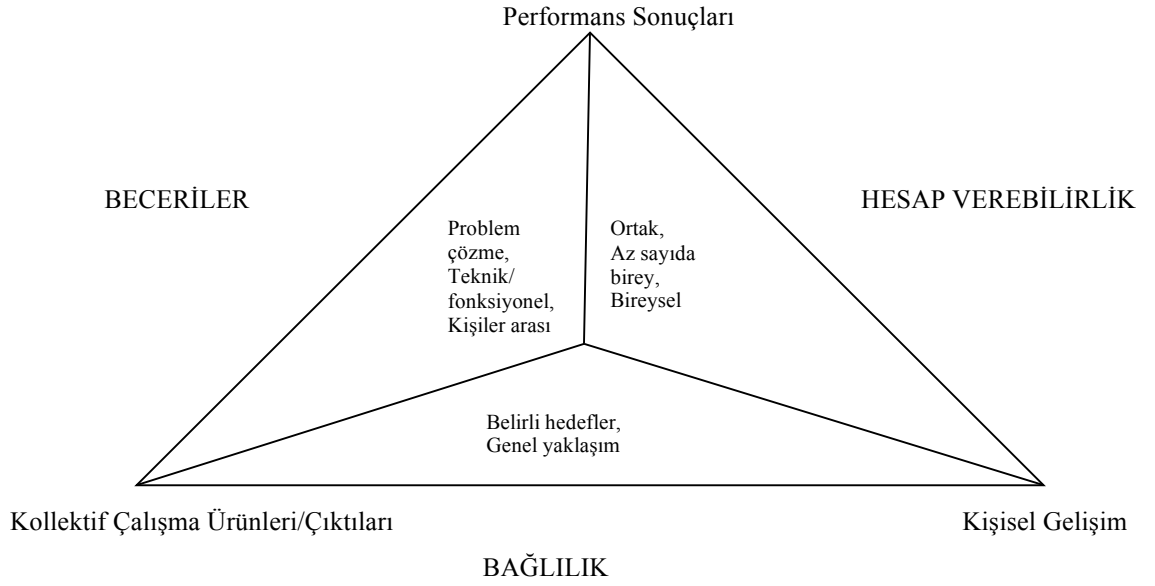 Performans Sonuçları
BECERİLER
HESAP VEREBİLİRLİK
Problem
çözme,
Teknik/
fonksiyonel,
Kişiler arası
Ortak,
Az sayıda
birey,
Bireysel
Belirli hedefler,
Genel yaklaşım
Kollektif Çalışma Ürünleri/Çıktıları
Kişisel Gelişim
BAĞLILIK